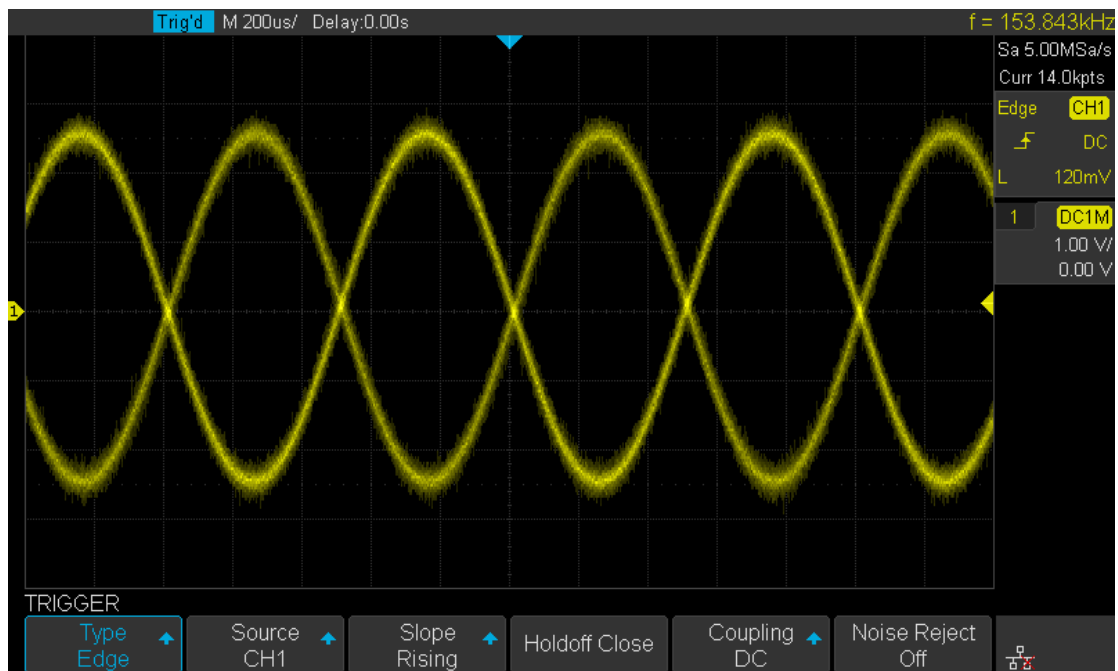 Trig'd M 200us/ Delay:0.00s f = 153.843kHz
Sa 5.00MSa/s
Curr 14.0kpts
Edge CH1
DC
L 120mV
1 DC1M
1.00 V/
0.00 V
1
TRIGGER
Type Edge
Source CH1
Slope Rising
Holdoff Close
Coupling DC
Noise Reject Off